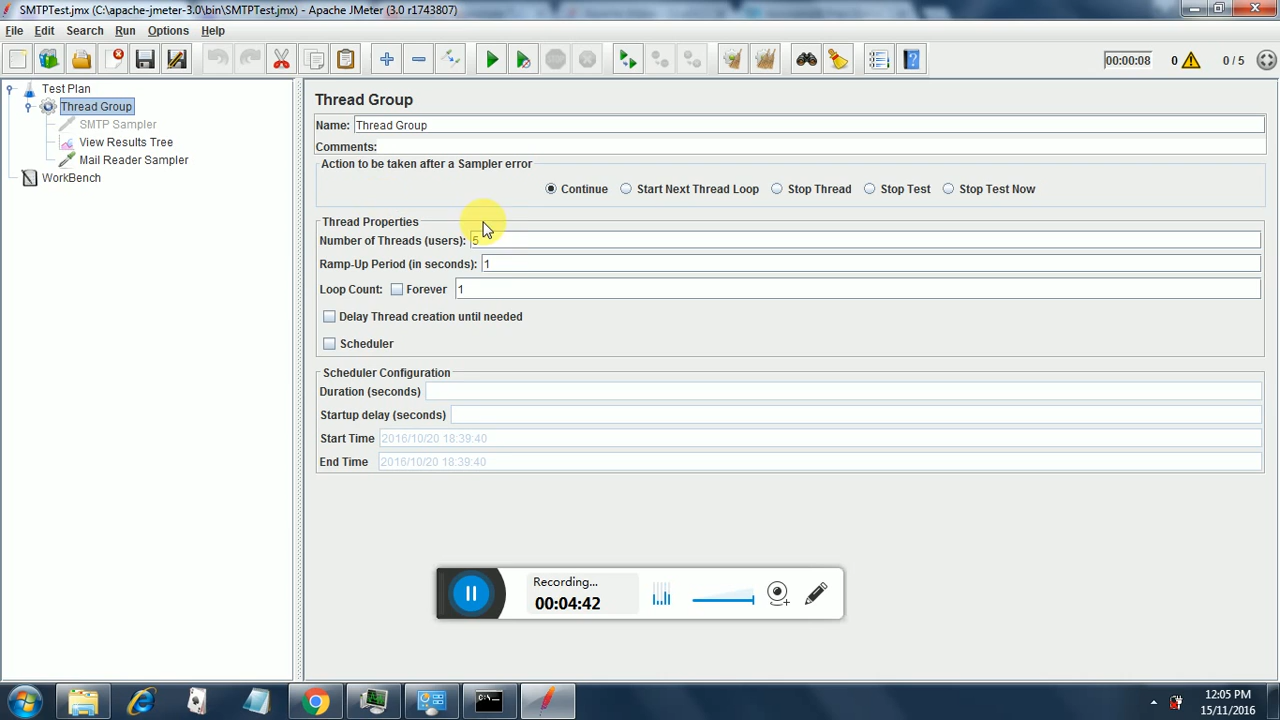 SMTPTest.jmx (C:\apache-jmeter-3.0\bin\SMTPTest.jmx) - Apache JMeter (3.0 r1743807)
File Edit Search Run Options Help
00:00:08 0 0 / 5
Test Plan
Thread Group
SMTP Sampler
View Results Tree
Mail Reader Sampler
WorkBench
Thread Group
Name: Thread Group
Comments:
Action to be taken after a Sampler error
Continue Start Next Thread Loop Stop Thread Stop Test Stop Test Now
Thread Properties
Number of Threads (users): 5
Ramp-Up Period (in seconds): 1
Loop Count: Forever 1
Delay Thread creation until needed
Scheduler
Scheduler Configuration
Duration (seconds)
Startup delay (seconds)
Start Time 2016/10/20 18:39:40
End Time 2016/10/20 18:39:40
Recording...
00:04:42
12:05 PM
15/11/2016